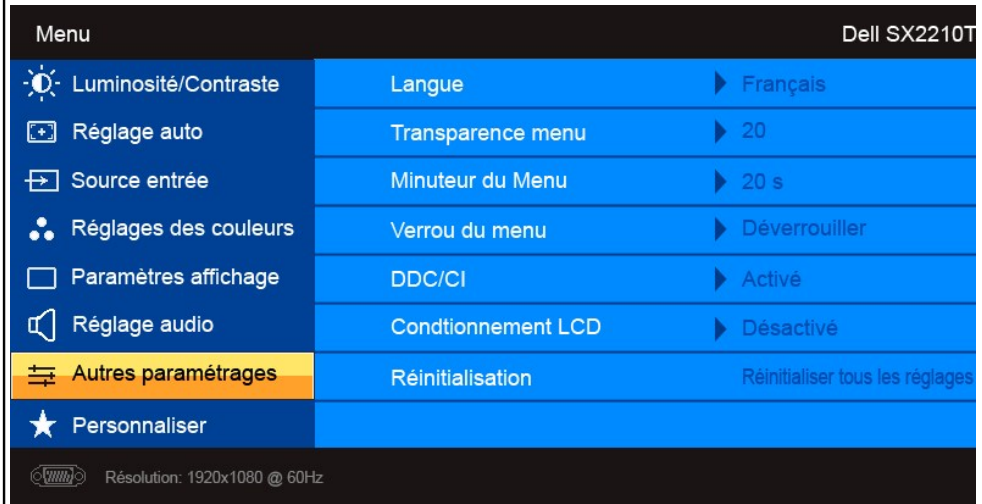 Menu Dell SX2210T
Luminosité/Contraste Langue Français
Réglage auto Transparence menu 20
Source entrée Minuteur du Menu 20 s
Réglages des couleurs Verrou du menu Déverrouiller
Paramètres affichage DDC/CI Activé
Réglage audio Condtionnement LCD Désactivé
Autres paramétrages Réinitialisation Réinitialiser tous les réglages
Personnaliser
Résolution: 1920x1080 @ 60Hz